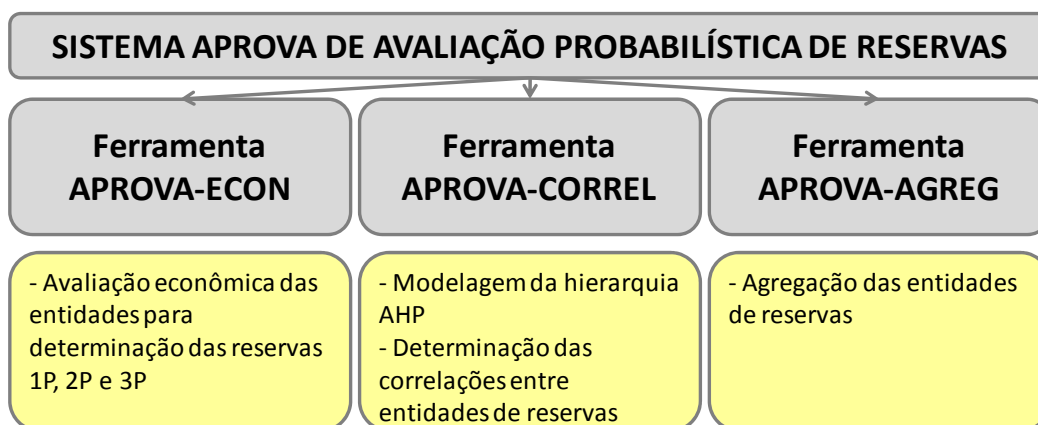 SISTEMA APROVA DE AVALIAÇÃO PROBABILÍSTICA DE RESERVAS
Ferramenta
APROVA-ECON
Ferramenta
APROVA-CORREL
Ferramenta
APROVA-AGREG
- Avaliação econômica das
entidades para
determinação das reservas
1P, 2P e 3P
- Modelagem da hierarquia
AHP
- Determinação das
correlações entre
entidades de reservas
- Agregação das entidades
de reservas